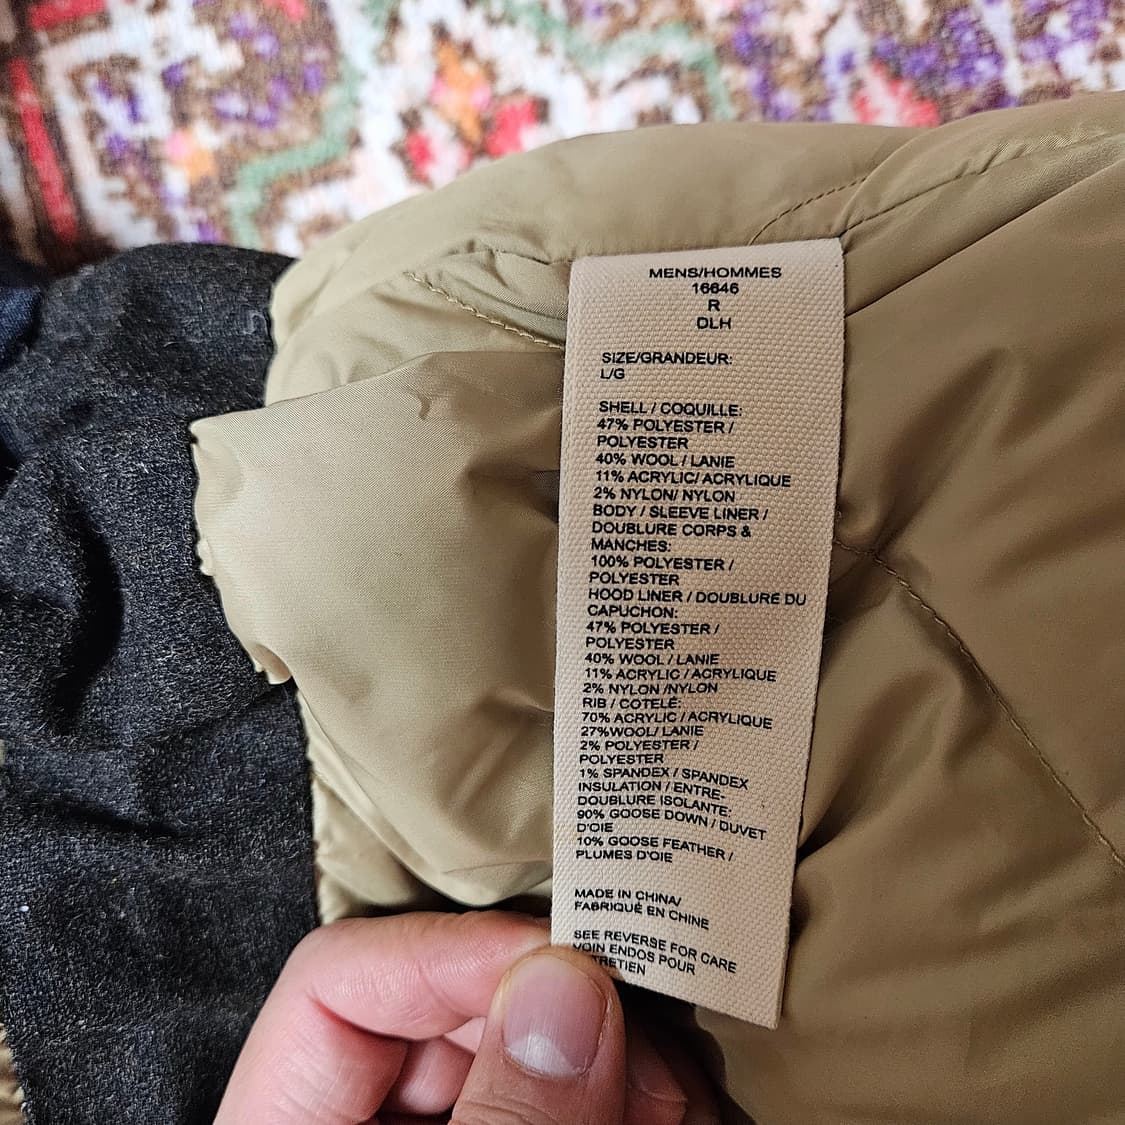 MENS/HOMMES
16646
R
DLH
SIZE/GRANDEUR:
L/G
SHELL / COQUILLE:
47% POLYESTER /
POLYESTER
40% WOOL / LANIE
11% ACRYLIC/ ACRYLIQUE
2% NYLON/ NYLON
BODY / SLEEVE LINER /
DOUBLURE CORPS &
MANCHES:
100% POLYESTER /
POLYESTER
HOOD LINER / DOUBLURE DU
CAPUCHON:
47% POLYESTER /
POLYESTER
40% WOOL / LANIE
11% ACRYLIC / ACRYLIQUE
2% NYLON /NYLON
RIB / COTELÉ:
70% ACRYLIC / ACRYLIQUE
27%WOOL/ LANIE
2% POLYESTER /
POLYESTER
1% SPANDEX / SPANDEX
INSULATION / ENTRE-
DOUBLURE ISOLANTE:
90% GOOSE DOWN / DUVET
D'OIE
10% GOOSE FEATHER /
PLUMES D'OIE
MADE IN CHINA/
FABRIQUÉ EN CHINE
SEE REVERSE FOR CARE
VOIN ENDOS POUR